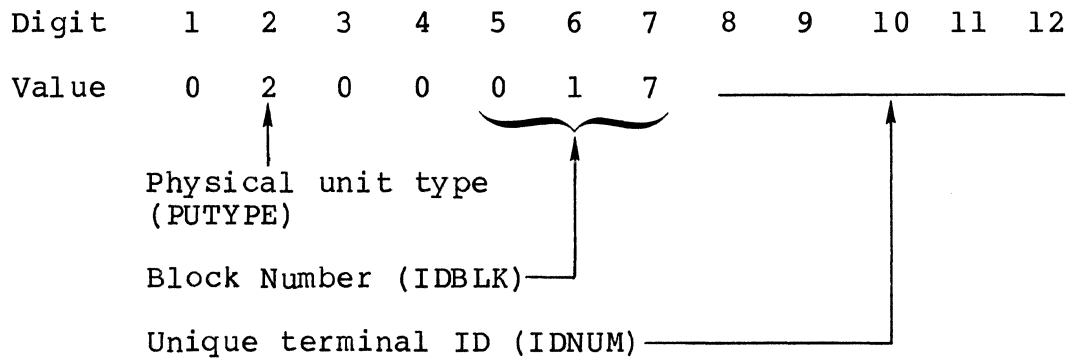 Digit 1 2 3 4 5 6 7 8 9 10 11 12
Value 0 2 0 0 0 1 7
Physical unit type
(PUTYPE)
Block Number (IDBLK)
Unique terminal ID (IDNUM)